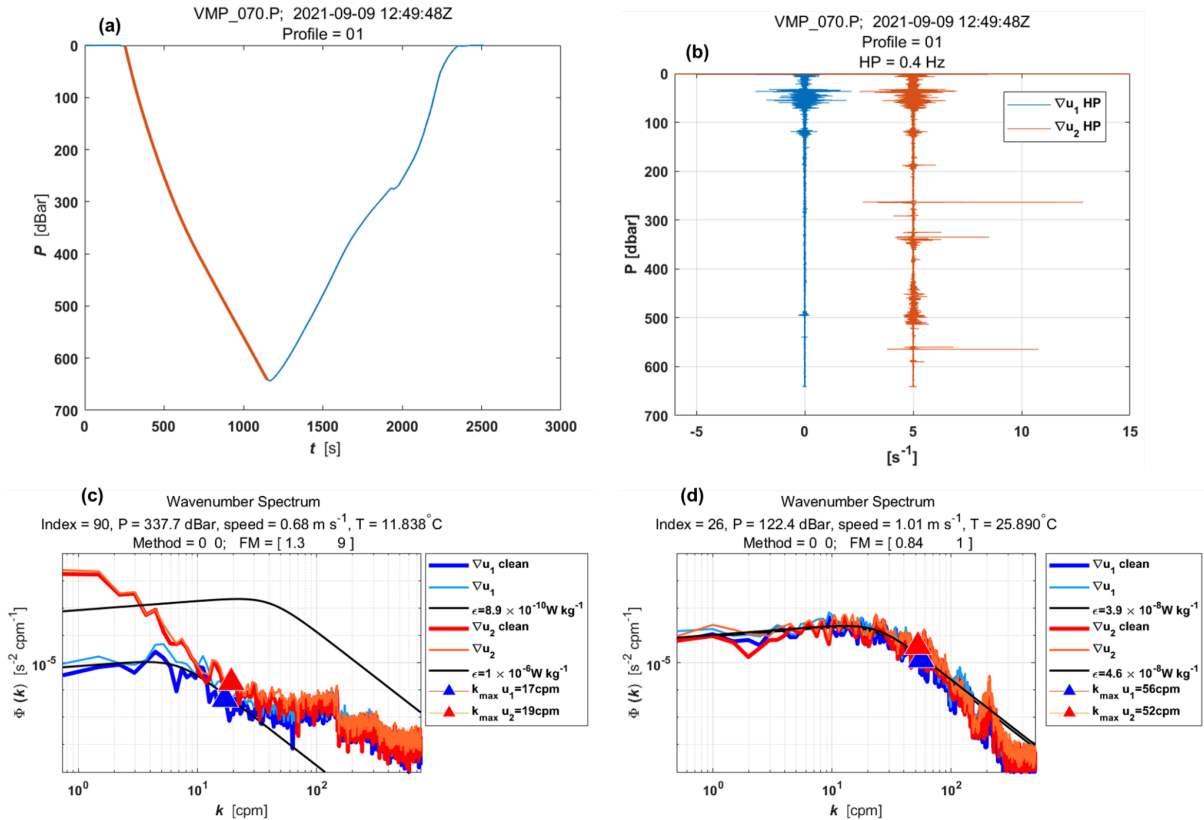 (a)
VMP_070.P; 2021-09-09 12:49:48Z
Profile = 01
0
100
200
300
400
500
600
700
P [dBar]
0 500 1000 1500 2000 2500 3000
t [s]
(b)
VMP_070.P; 2021-09-09 12:49:48Z
Profile = 01
HP = 0.4 Hz
∇u₁ HP
∇u₂ HP
0
100
200
300
400
500
600
700
P [dbar]
-5 0 5 10 15
[s⁻¹]
(c)
Wavenumber Spectrum
Index = 90, P = 337.7 dBar, speed = 0.68 m s⁻¹, T = 11.838°C
Method = 0 0; FM = [ 1.3 9 ]
∇u₁ clean
∇u₁
ϵ=8.9 × 10⁻¹⁰W kg⁻¹
∇u₂ clean
∇u₂
ϵ=1 × 10⁻⁶W kg⁻¹
k_max u₁=17cpm
k_max u₂=19cpm
Φ (k) [s⁻² cpm⁻¹]
10⁻⁵
10⁰ 10¹ 10²
k [cpm]
(d)
Wavenumber Spectrum
Index = 26, P = 122.4 dBar, speed = 1.01 m s⁻¹, T = 25.890°C
Method = 0 0; FM = [ 0.84 1 ]
∇u₁ clean
∇u₁
ϵ=3.9 × 10⁻⁸W kg⁻¹
∇u₂ clean
∇u₂
ϵ=4.6 × 10⁻⁸W kg⁻¹
k_max u₁=56cpm
k_max u₂=52cpm
Φ (k) [s⁻² cpm⁻¹]
10⁻⁵
10⁰ 10¹ 10²
k [cpm]